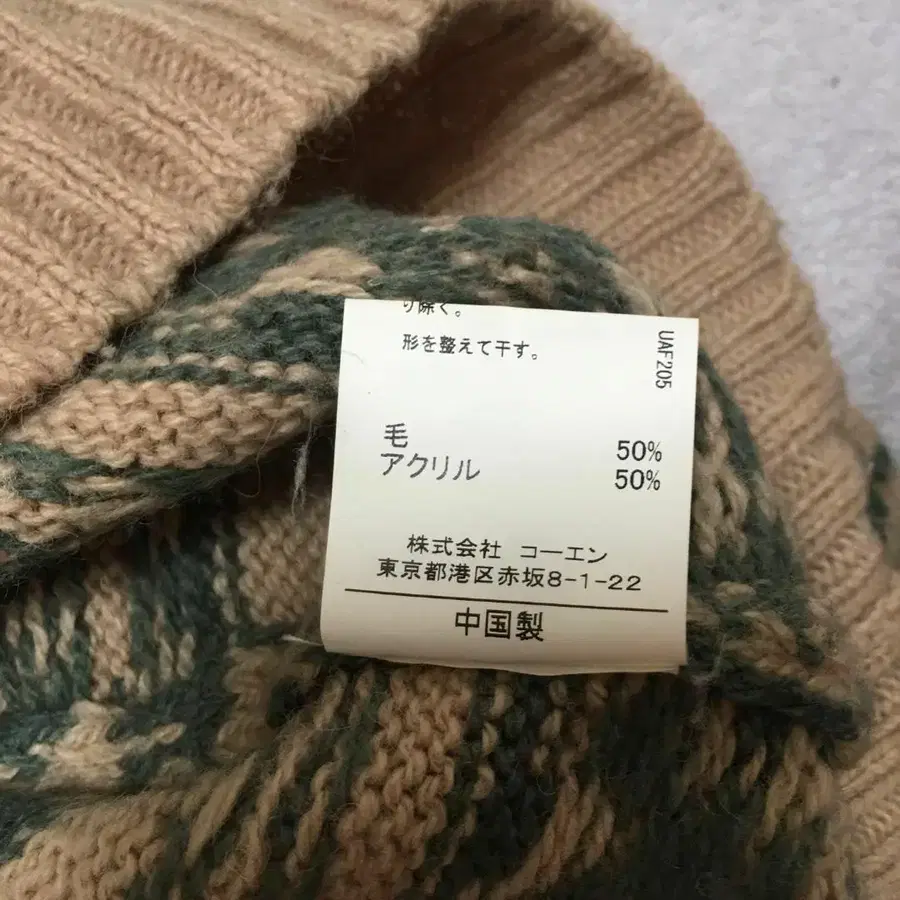 り除く。
形を整えて干す。
UAF205
毛 50%
アクリル 50%
株式会社 コーエン
東京都港区赤坂8-1-22
中国製